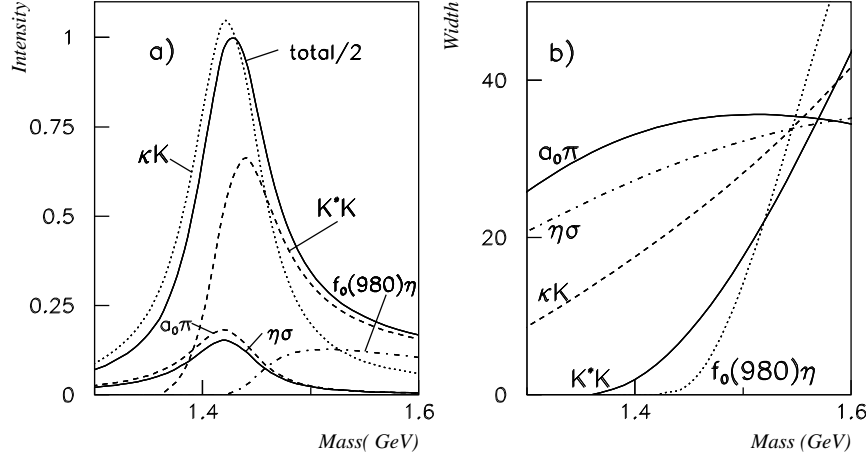 Intensity
a)
1
0.75
0.5
0.25
0
1.4
1.6
total/2
κK
K*K
f₀(980)η
a₀π
ησ
Mass( GeV)
Width
b)
40
20
0
1.4
1.6
a₀π
ησ
κK
K*K
f₀(980)η
Mass (GeV)